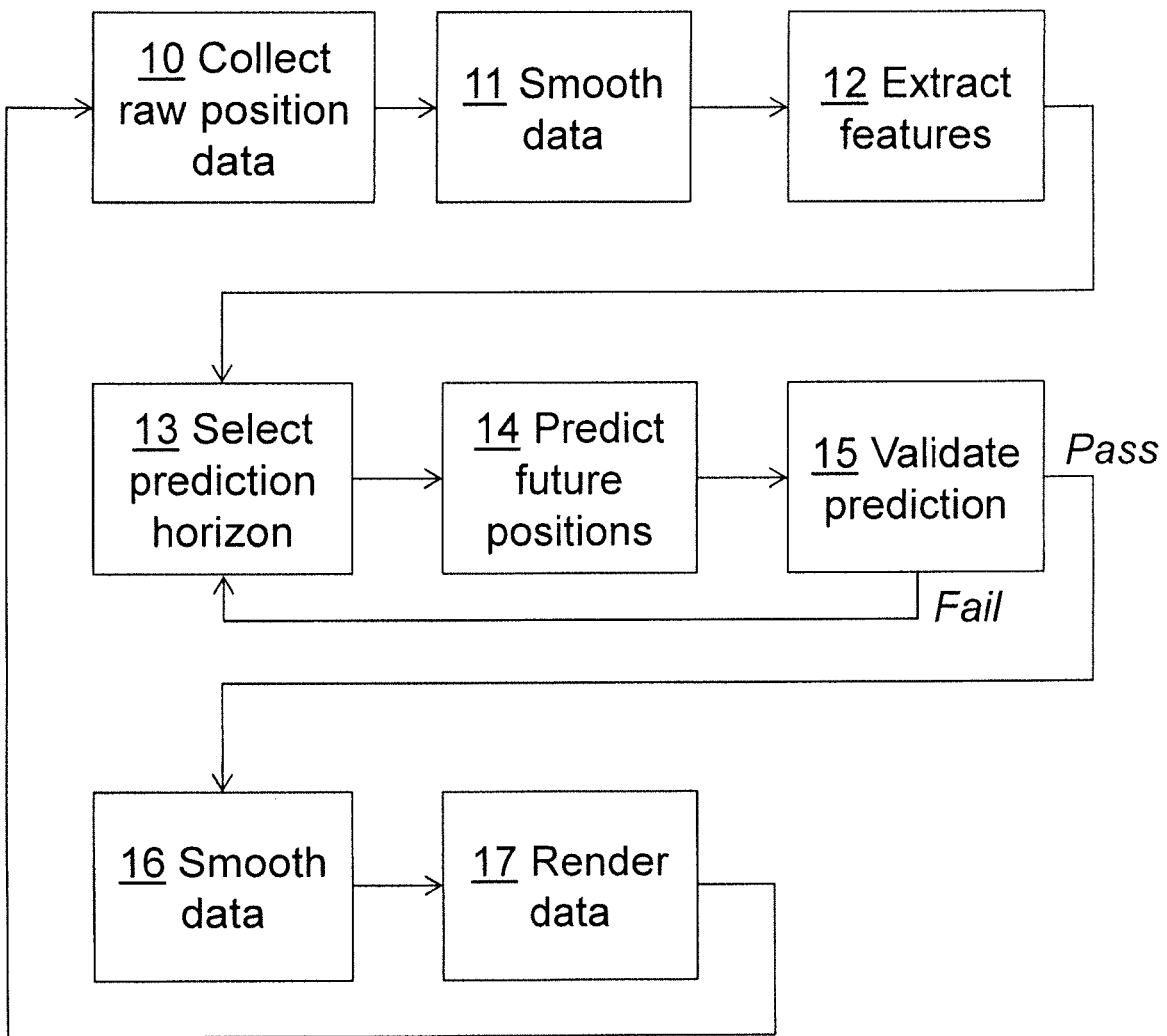 10 Collect
raw position
data
11 Smooth
data
12 Extract
features
13 Select
prediction
horizon
14 Predict
future
positions
15 Validate
prediction
Pass
Fail
16 Smooth
data
17 Render
data